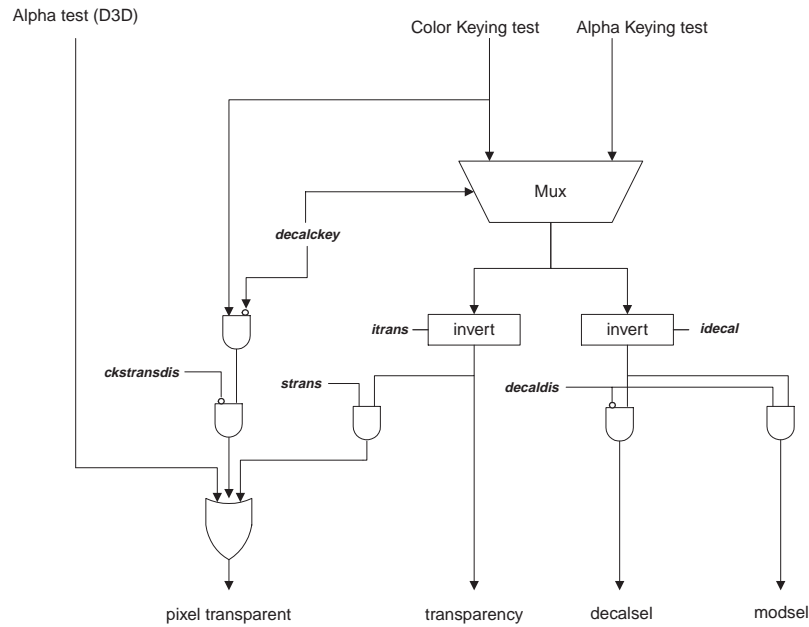 Alpha test (D3D)
Color Keying test
Alpha Keying test
Mux
decalckey
itrans
invert
invert
idecal
ckstransdis
strans
decaldis
pixel transparent
transparency
decalsel
modsel